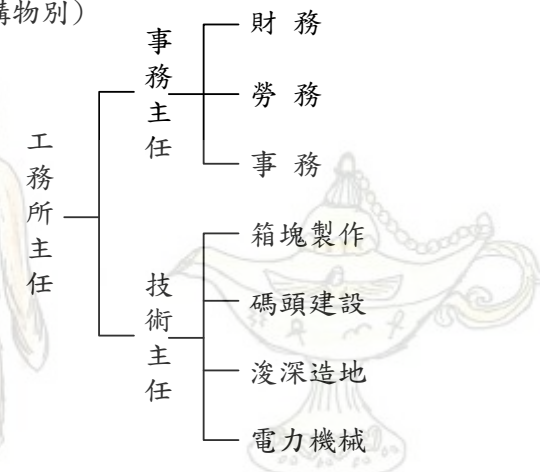 構物別）
工務所主任
事務主任
財務
勞務
事務
技術主任
箱塊製作
碼頭建設
浚深造地
電力機械